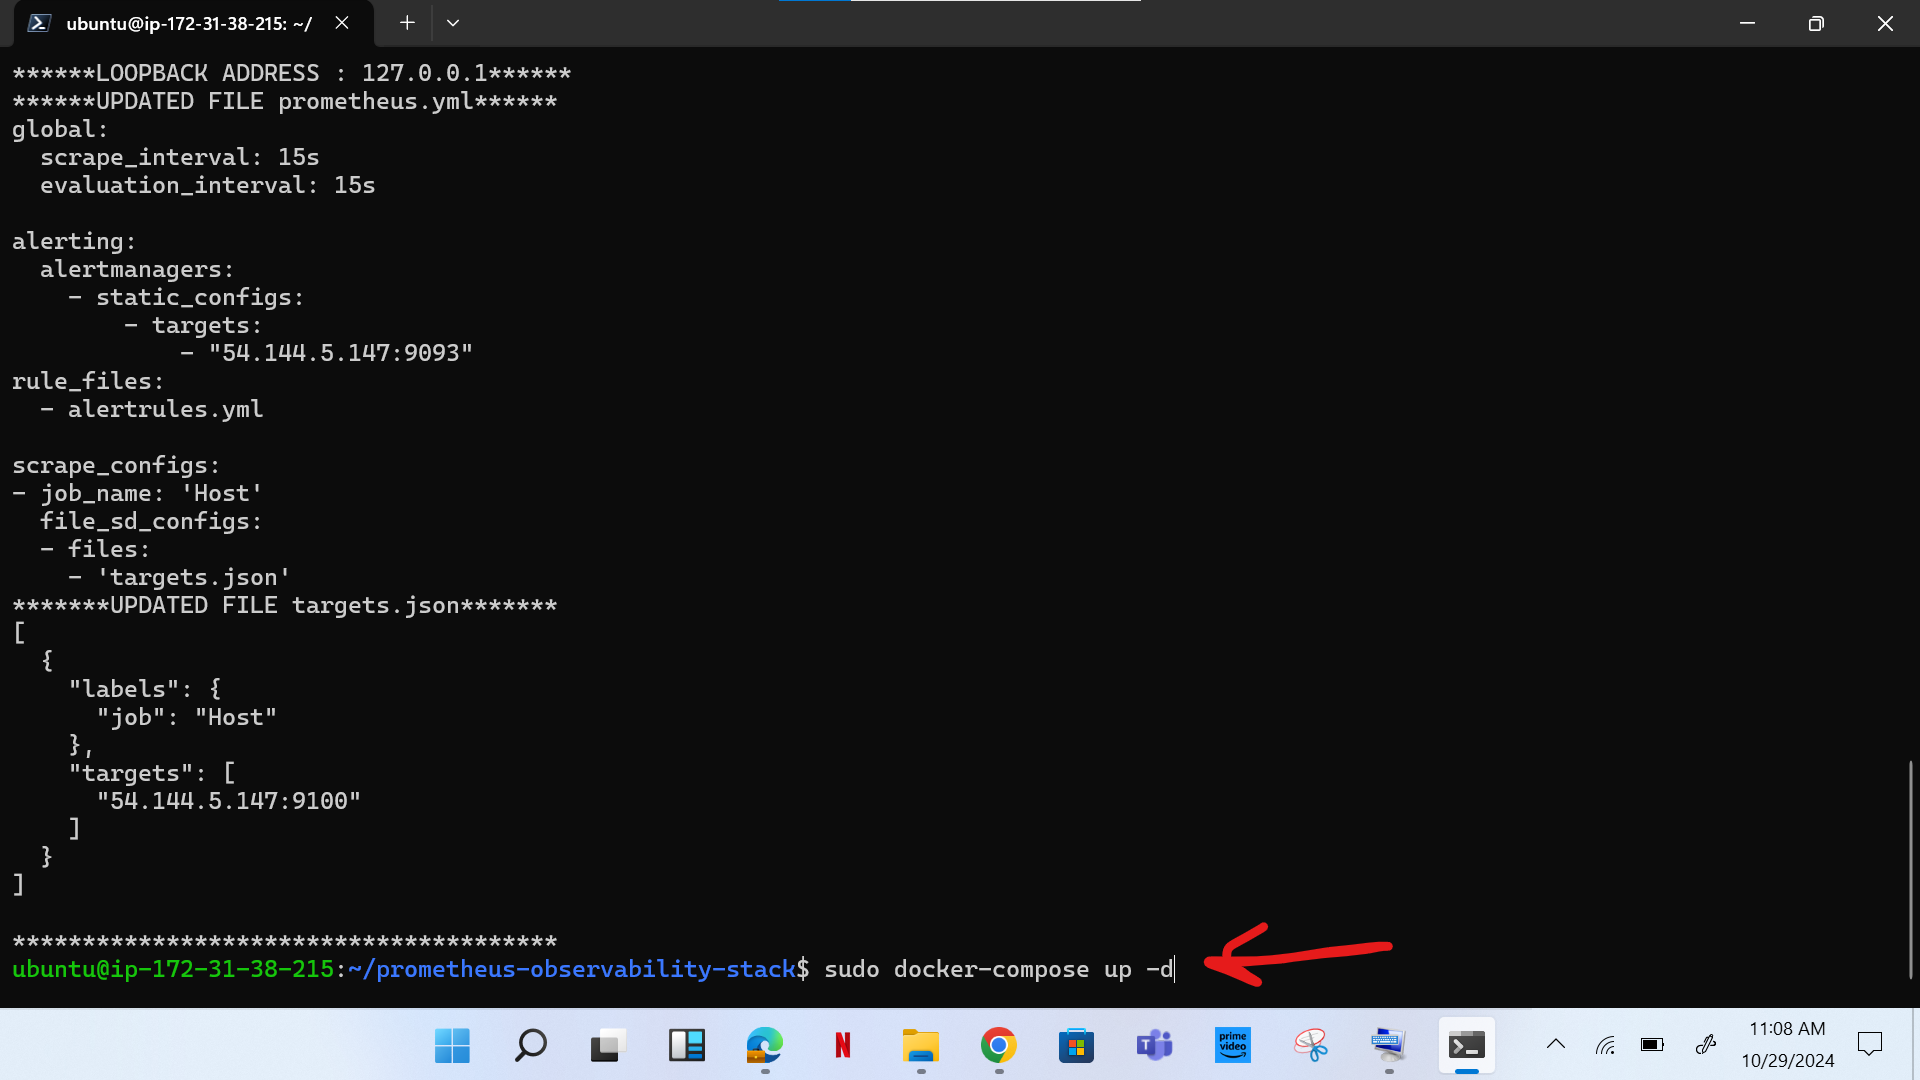 ubuntu@ip-172-31-38-215: ~/
******LOOPBACK ADDRESS : 127.0.0.1******
******UPDATED FILE prometheus.yml******
global:
  scrape_interval: 15s
  evaluation_interval: 15s

alerting:
  alertmanagers:
    - static_configs:
        - targets:
            - "54.144.5.147:9093"
rule_files:
  - alertrules.yml

scrape_configs:
- job_name: 'Host'
  file_sd_configs:
  - files:
    - 'targets.json'
*******UPDATED FILE targets.json*******
[
  {
    "labels": {
      "job": "Host"
    },
    "targets": [
      "54.144.5.147:9100"
    ]
  }
]

***************************************
ubuntu@ip-172-31-38-215:~/prometheus-observability-stack$ sudo docker-compose up -d
N
T
prime
video
11:08 AM
10/29/2024